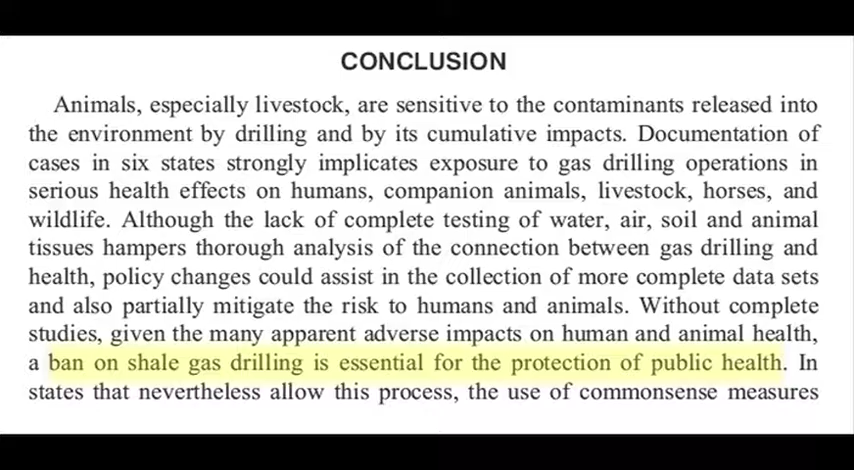 CONCLUSION
Animals, especially livestock, are sensitive to the contaminants released into
the environment by drilling and by its cumulative impacts. Documentation of
cases in six states strongly implicates exposure to gas drilling operations in
serious health effects on humans, companion animals, livestock, horses, and
wildlife. Although the lack of complete testing of water, air, soil and animal
tissues hampers thorough analysis of the connection between gas drilling and
health, policy changes could assist in the collection of more complete data sets
and also partially mitigate the risk to humans and animals. Without complete
studies, given the many apparent adverse impacts on human and animal health,
a ban on shale gas drilling is essential for the protection of public health. In
states that nevertheless allow this process, the use of commonsense measures